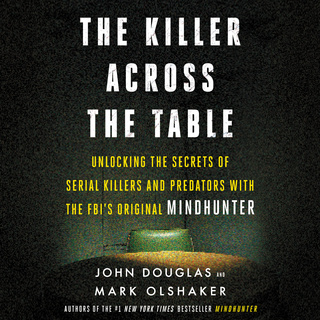 THE KILLER
ACROSS
THE TABLE
UNLOCKING THE SECRETS OF
SERIAL KILLERS AND PREDATORS WITH
THE FBI'S ORIGINAL MINDHUNTER
JOHN DOUGLAS AND
MARK OLSHAKER
AUTHORS OF THE #1 NEW YORK TIMES BESTSELLER MINDHUNTER